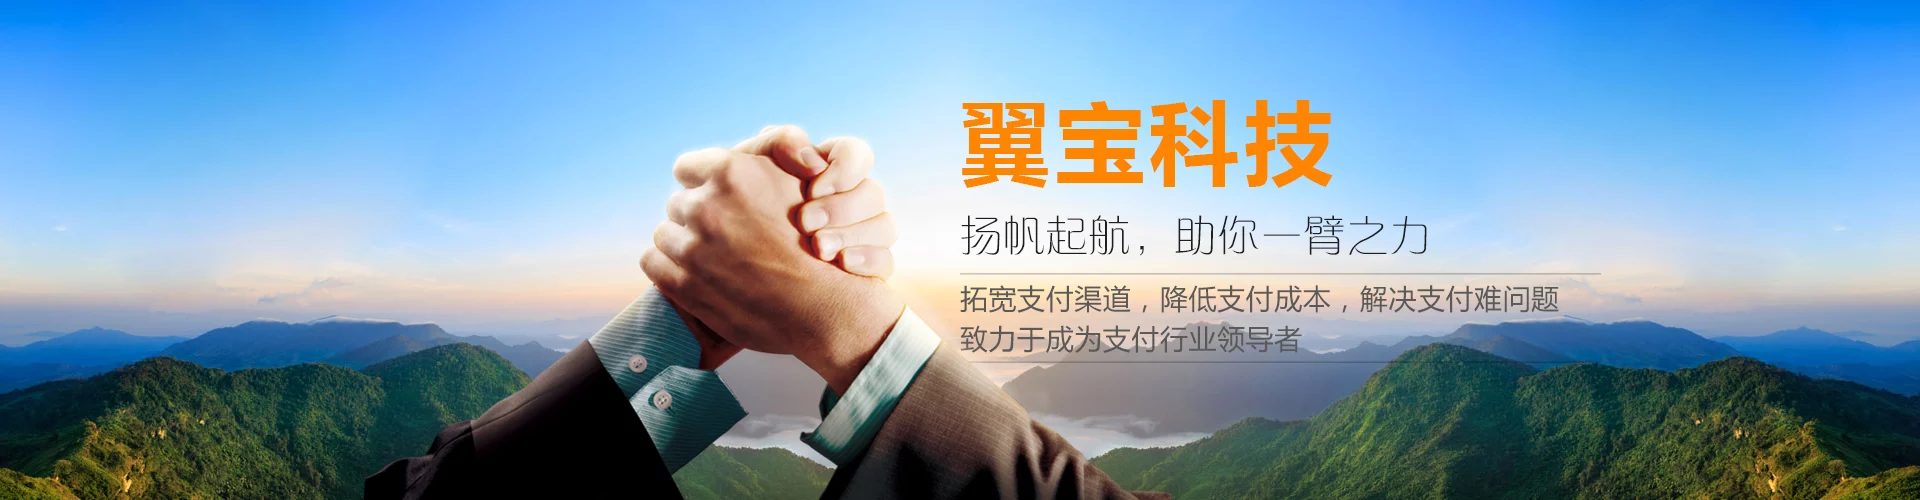 翼宝科技
扬帆起航，助你一臂之力
拓宽支付渠道，降低支付成本，解决支付难问题
致力于成为支付行业领导者